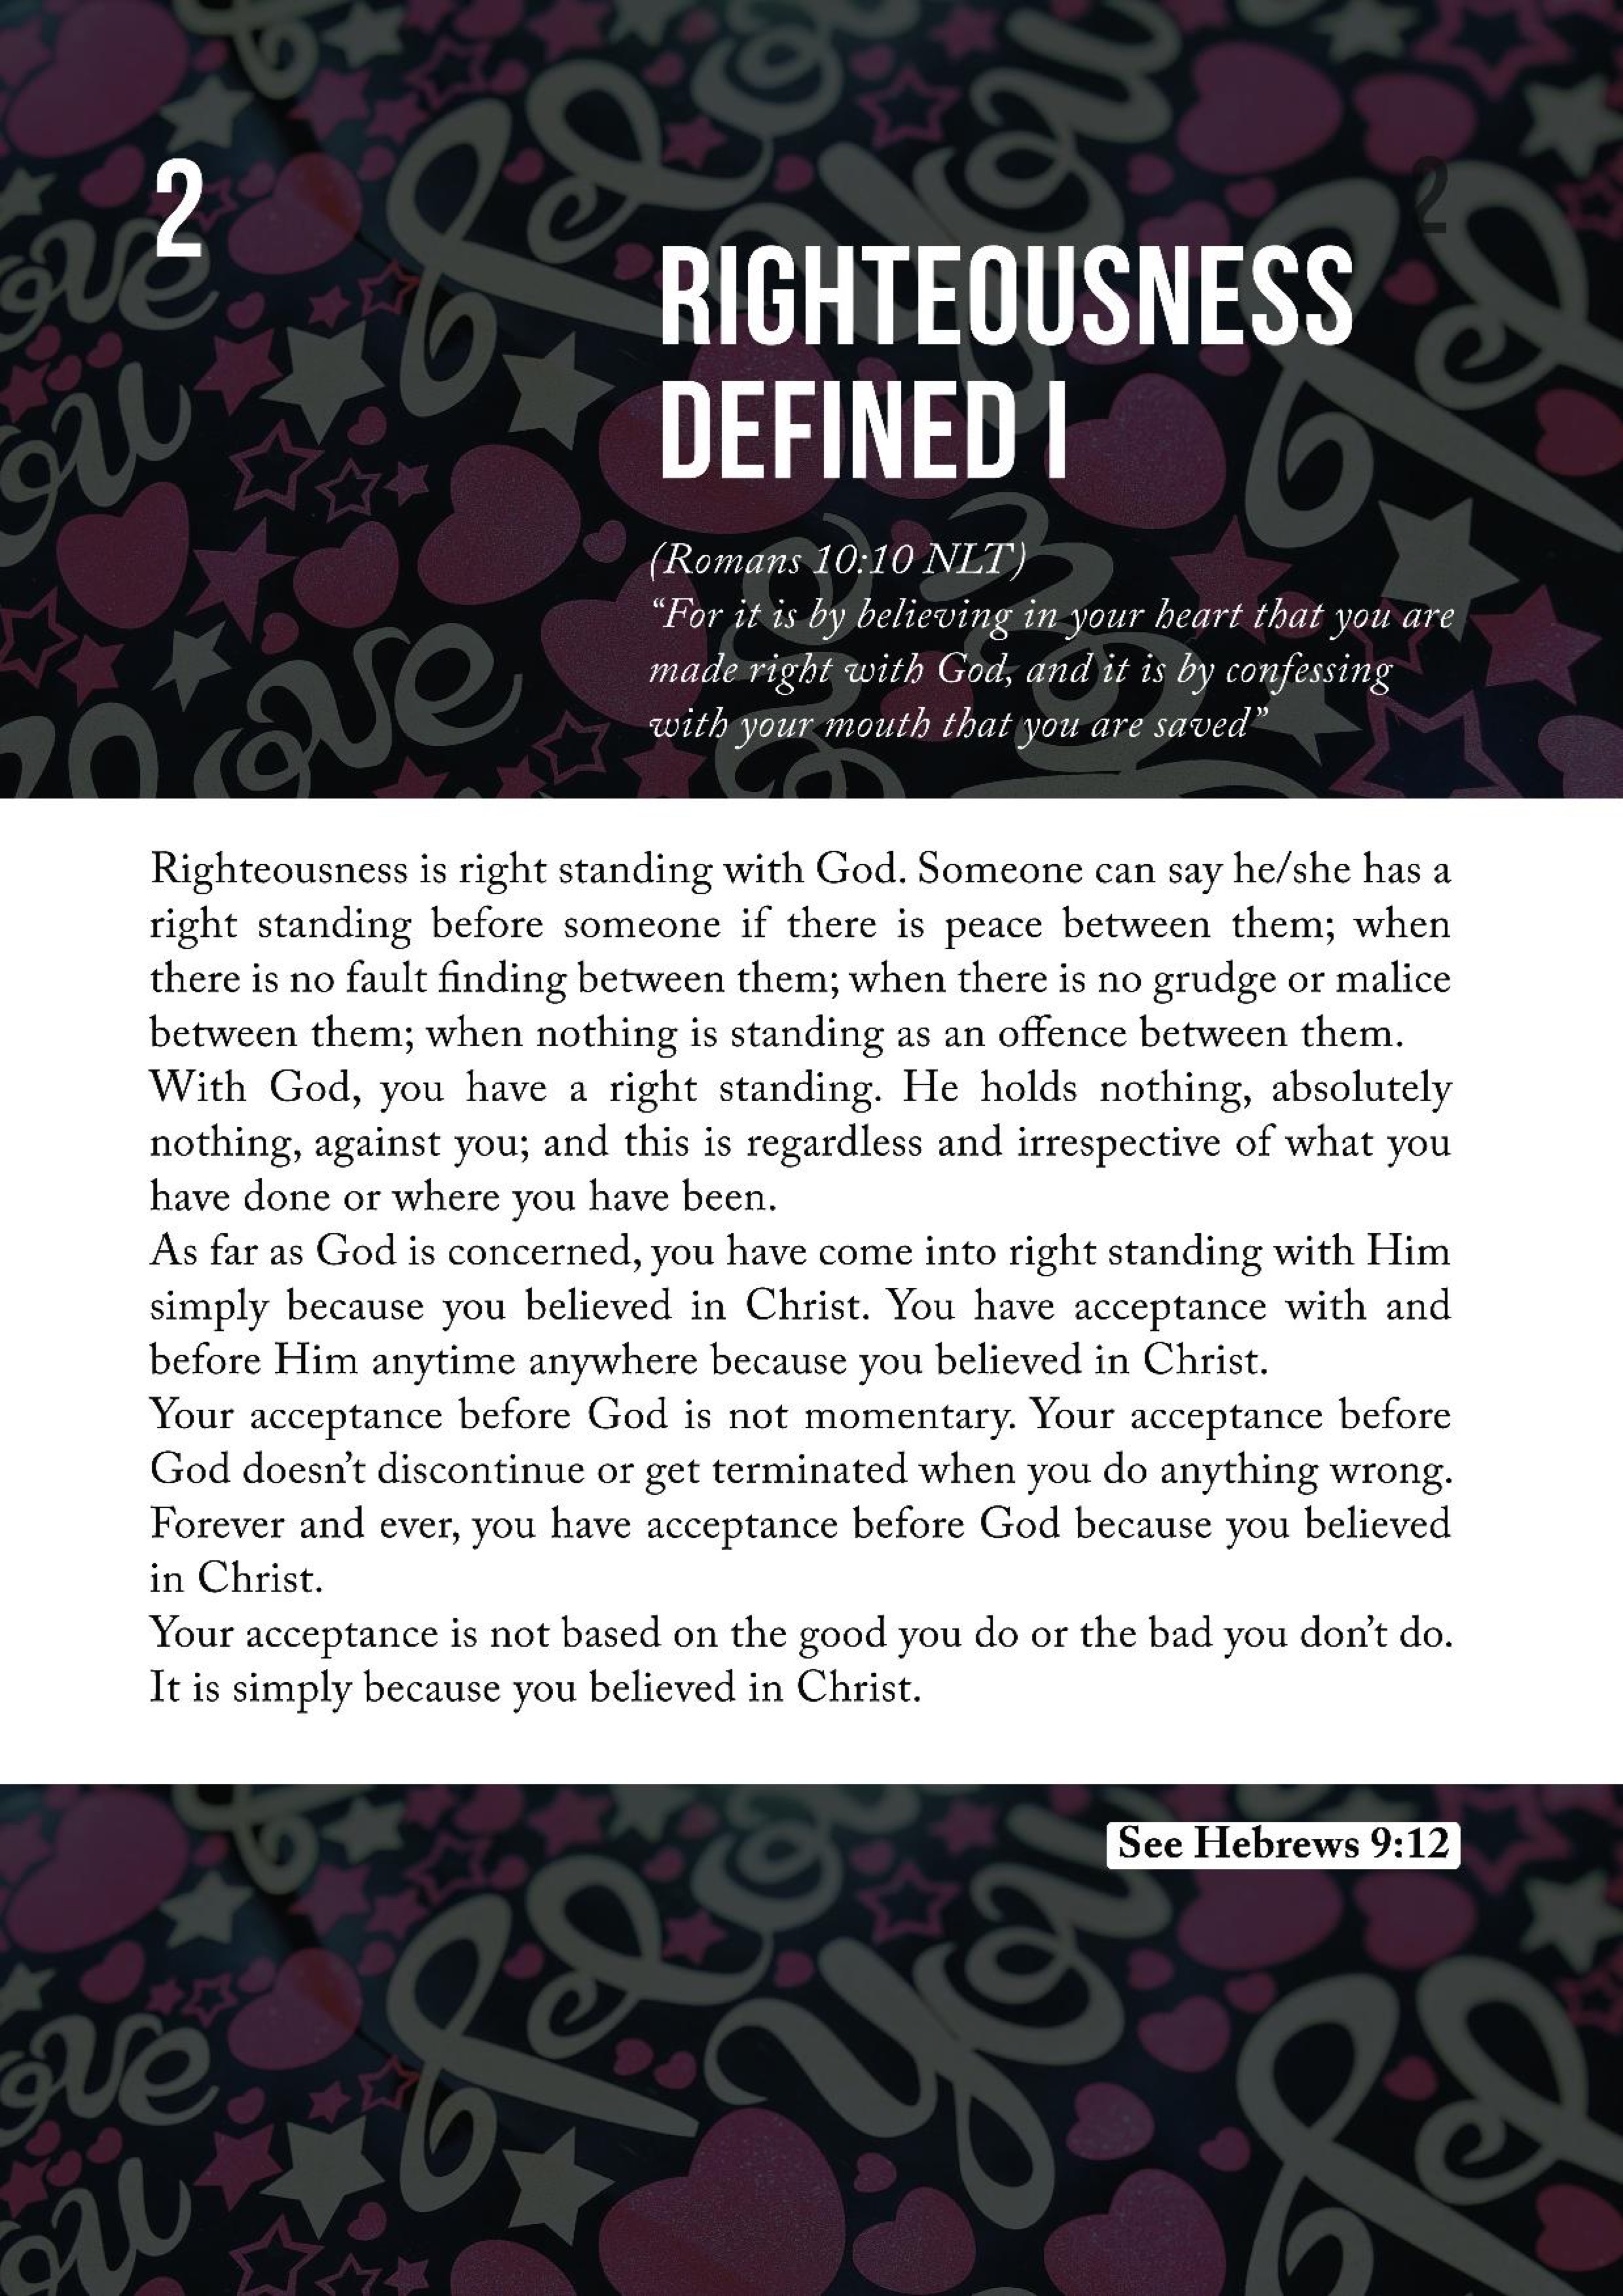 2
2
RIGHTEOUSNESS
DEFINED I
(Romans 10:10 NLT)
“For it is by believing in your heart that you are
made right with God, and it is by confessing
with your mouth that you are saved”
Righteousness is right standing with God. Someone can say he/she has a
right standing before someone if there is peace between them; when
there is no fault finding between them; when there is no grudge or malice
between them; when nothing is standing as an offence between them.
With God, you have a right standing. He holds nothing, absolutely
nothing, against you; and this is regardless and irrespective of what you
have done or where you have been.
As far as God is concerned, you have come into right standing with Him
simply because you believed in Christ. You have acceptance with and
before Him anytime anywhere because you believed in Christ.
Your acceptance before God is not momentary. Your acceptance before
God doesn’t discontinue or get terminated when you do anything wrong.
Forever and ever, you have acceptance before God because you believed
in Christ.
Your acceptance is not based on the good you do or the bad you don’t do.
It is simply because you believed in Christ.
See Hebrews 9:12